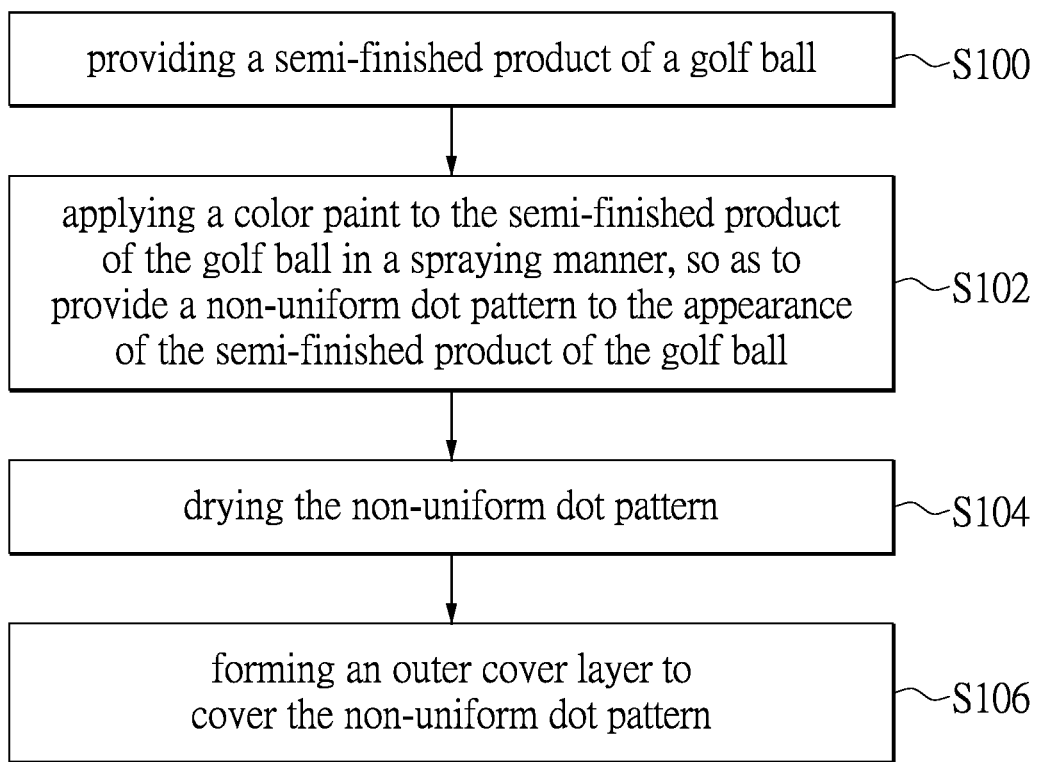 providing a semi-finished product of a golf ball
S100
applying a color paint to the semi-finished product
of the golf ball in a spraying manner, so as to
provide a non-uniform dot pattern to the appearance
of the semi-finished product of the golf ball
S102
drying the non-uniform dot pattern
S104
forming an outer cover layer to
cover the non-uniform dot pattern
S106